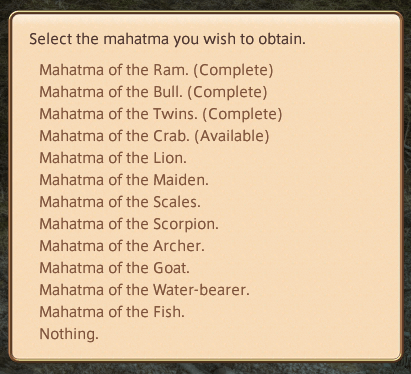 Select the mahatma you wish to obtain.
Mahatma of the Ram. (Complete)
Mahatma of the Bull. (Complete)
Mahatma of the Twins. (Complete)
Mahatma of the Crab. (Available)
Mahatma of the Lion.
Mahatma of the Maiden.
Mahatma of the Scales.
Mahatma of the Scorpion.
Mahatma of the Archer.
Mahatma of the Goat.
Mahatma of the Water-bearer.
Mahatma of the Fish.
Nothing.